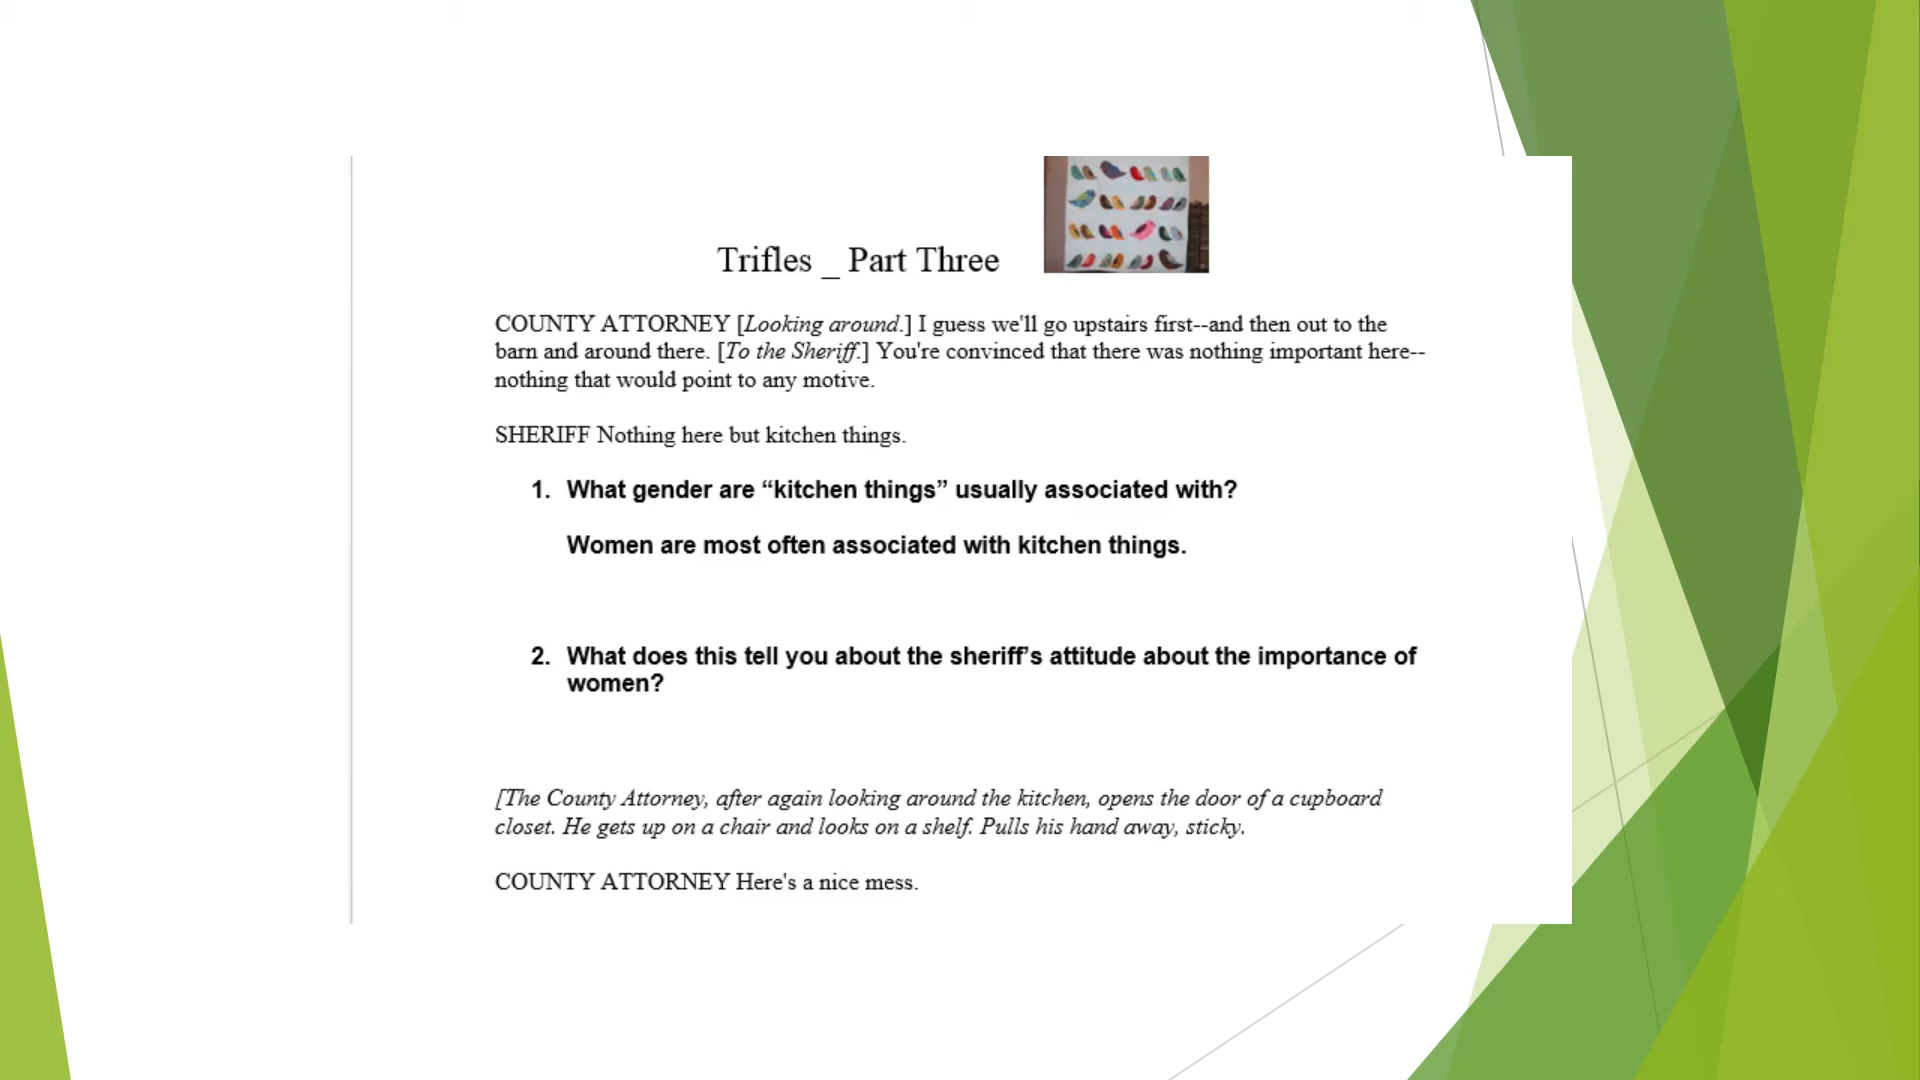 Trifles _ Part Three
COUNTY ATTORNEY [Looking around.] I guess we'll go upstairs first--and then out to the
barn and around there. [To the Sheriff.] You're convinced that there was nothing important here--
nothing that would point to any motive.
SHERIFF Nothing here but kitchen things.
1. What gender are “kitchen things” usually associated with?
Women are most often associated with kitchen things.
2. What does this tell you about the sheriff’s attitude about the importance of
women?
[The County Attorney, after again looking around the kitchen, opens the door of a cupboard
closet. He gets up on a chair and looks on a shelf. Pulls his hand away, sticky.
COUNTY ATTORNEY Here's a nice mess.